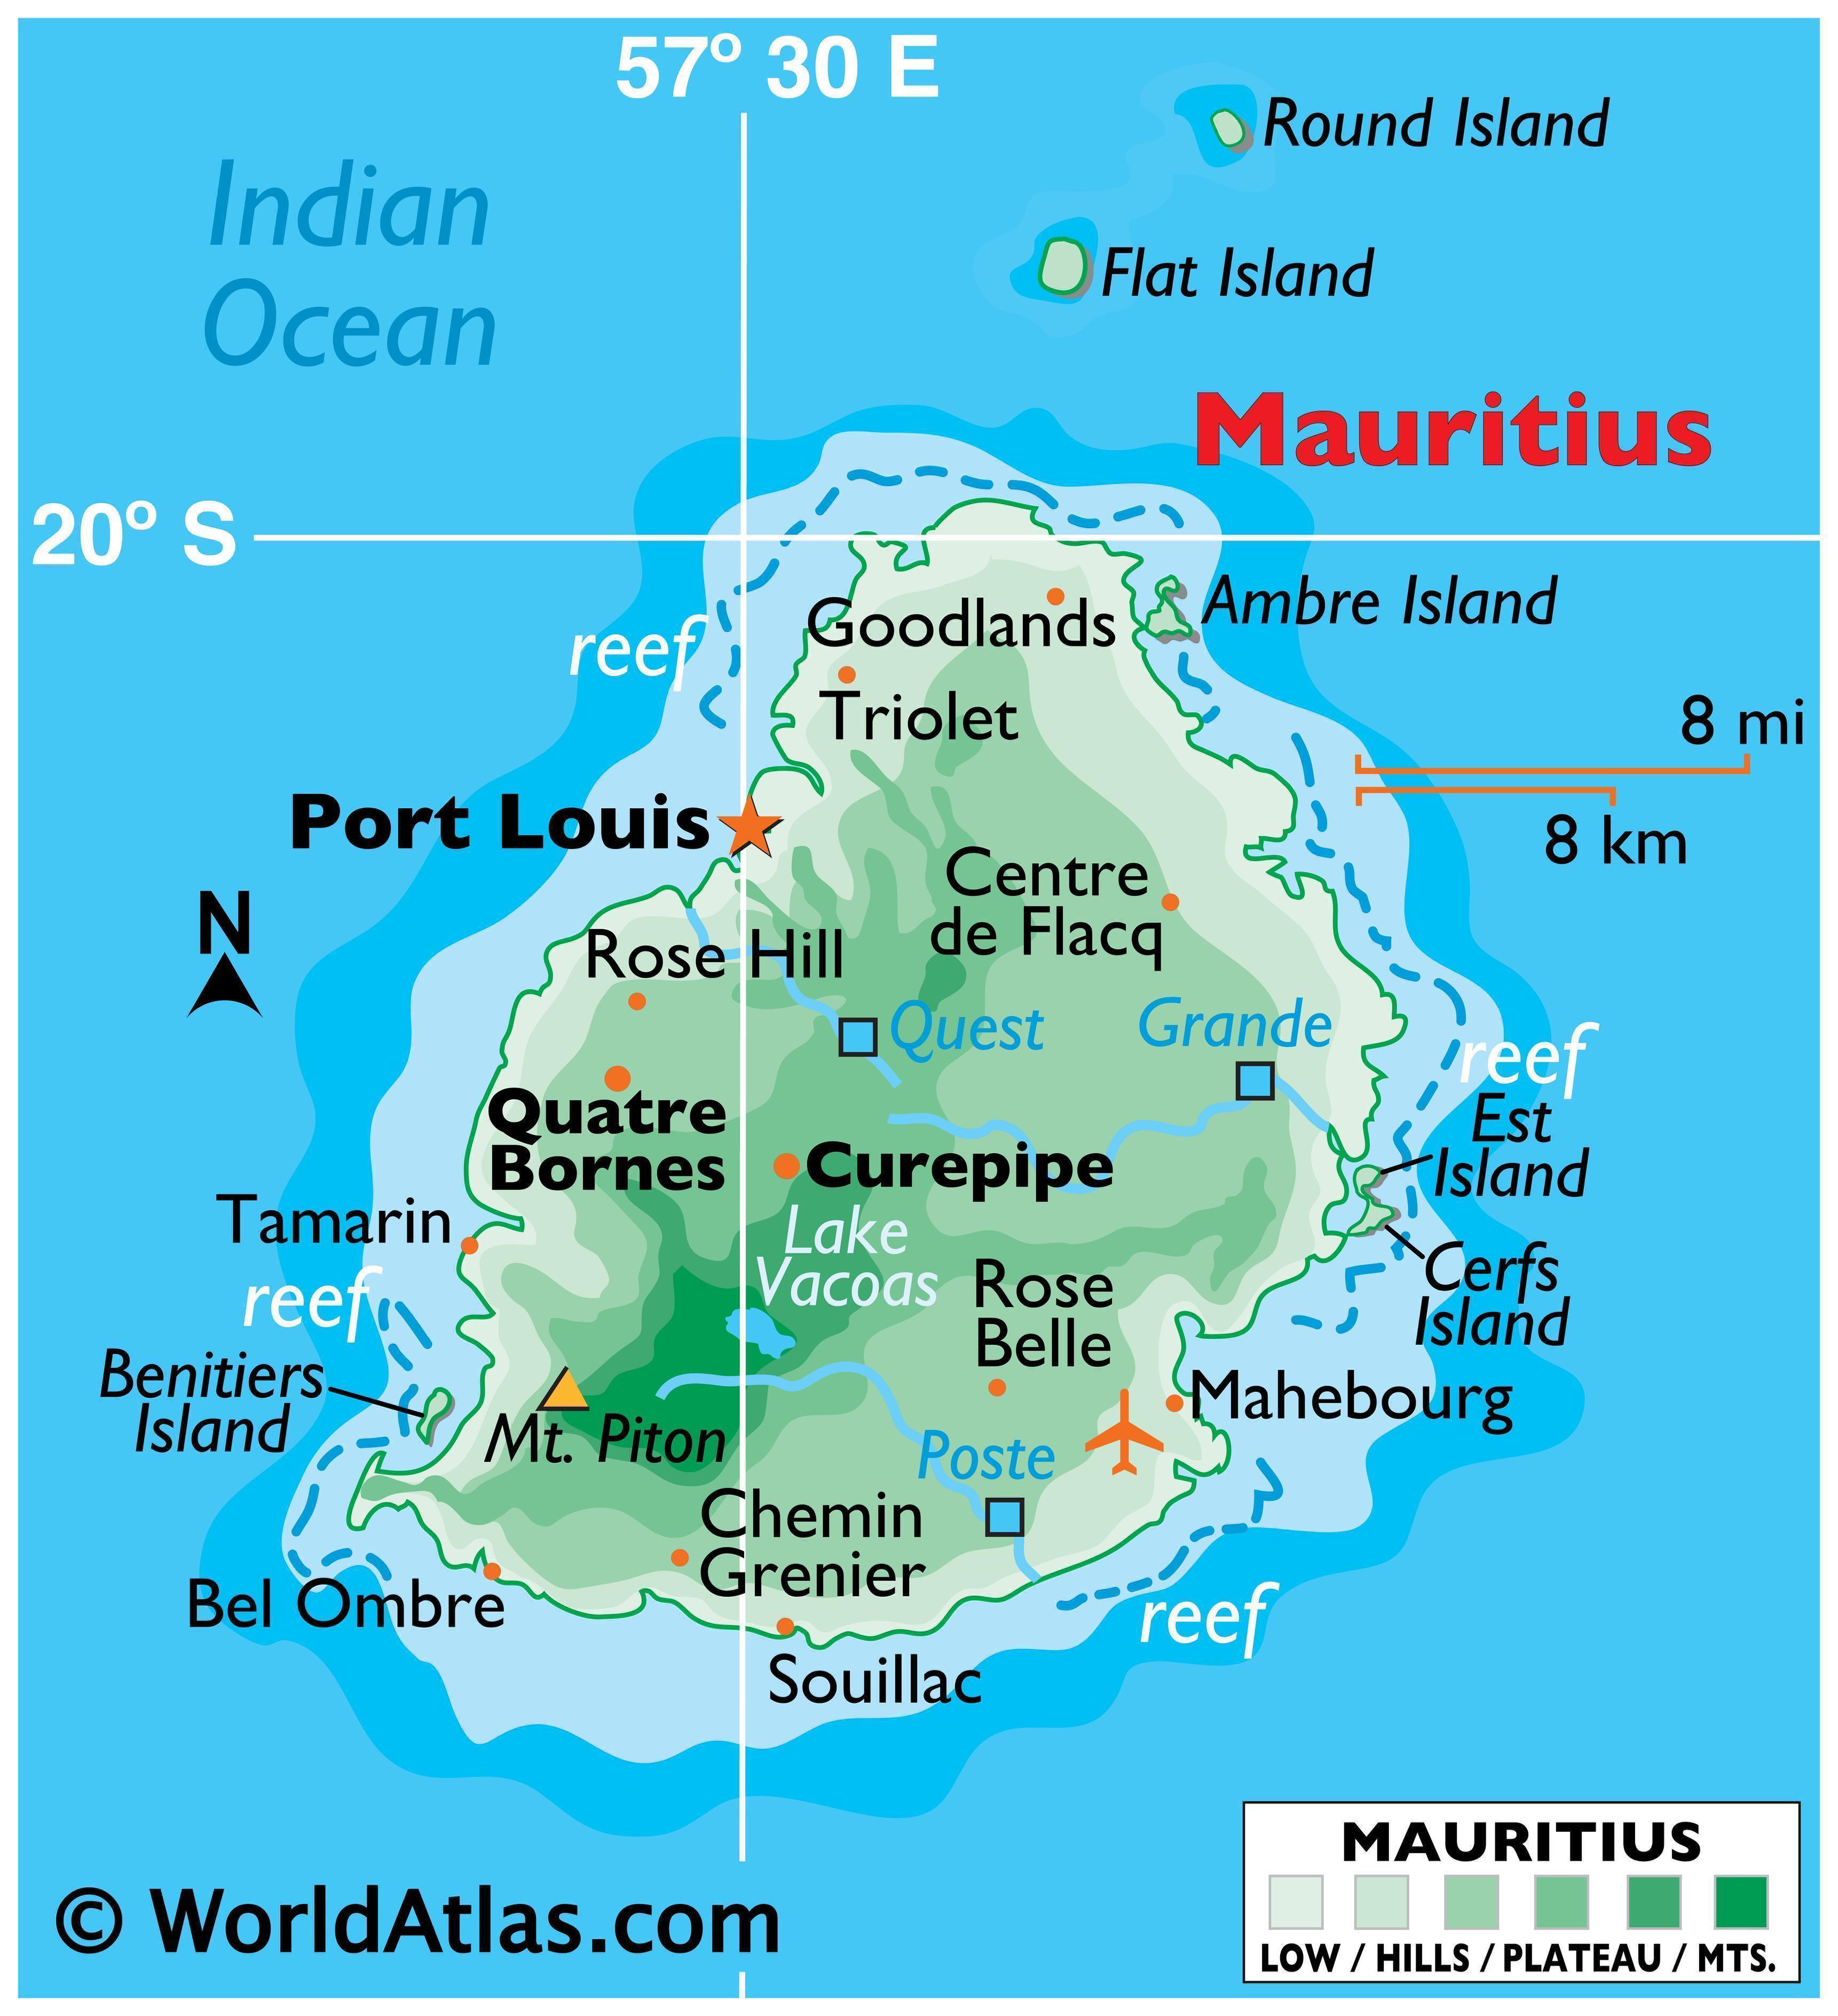 57º 30 E
Round Island
Indian
Ocean
Flat Island
Mauritius
20º S
Ambre Island
Goodlands
reef
Triolet
8 mi
8 km
Port Louis
Centre
de Flacq
N
Rose Hill
Quest
Grande
reef
Quatre
Bornes
Est
Island
Curepipe
Tamarin
Lake
Vacoas
reef
Rose
Belle
Cerfs
Island
Benitiers
Island
Mahebourg
Mt. Piton
Poste
Chemin
Grenier
Bel Ombre
reef
Souillac
MAURITIUS
LOW / HILLS / PLATEAU / MTS.
© WorldAtlas.com